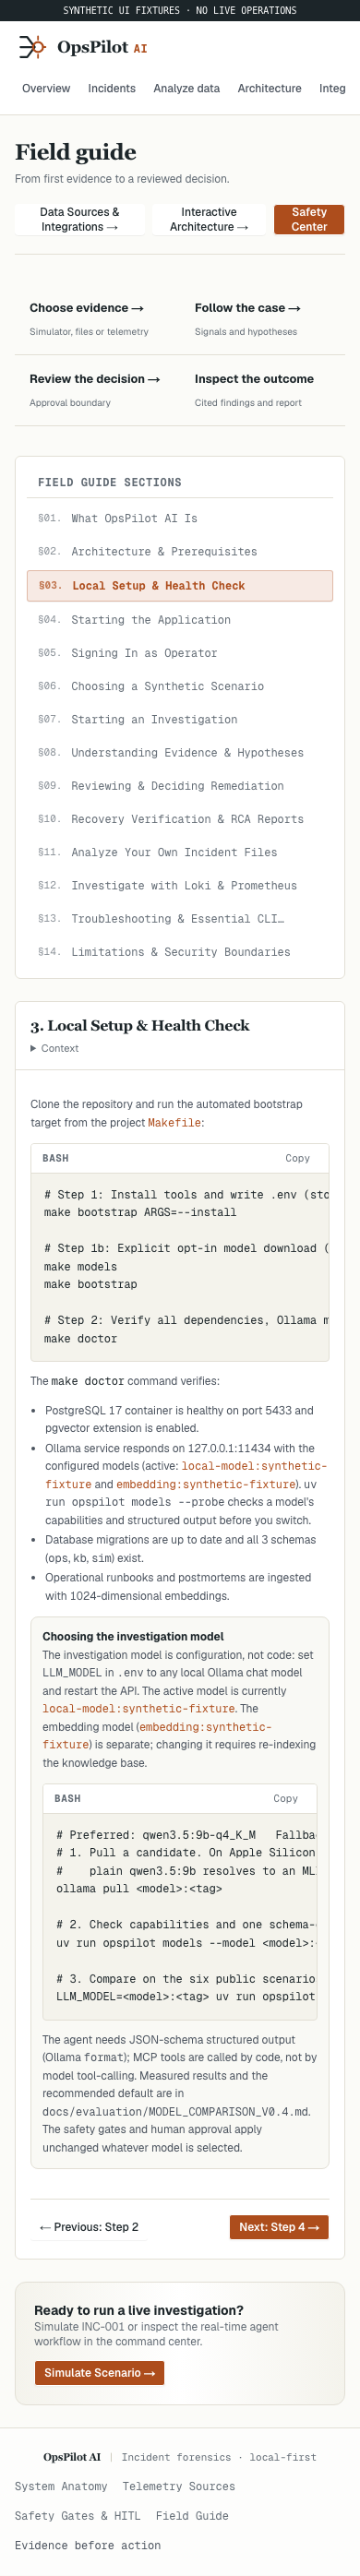 SYNTHETIC UI FIXTURES · NO LIVE OPERATIONS
OpsPilot AI
Overview Incidents Analyze data Architecture Integ
Field guide
From first evidence to a reviewed decision.
Data Sources &
Integrations →
Interactive
Architecture →
Safety
Center
Choose evidence →
Simulator, files or telemetry
Follow the case →
Signals and hypotheses
Review the decision →
Approval boundary
Inspect the outcome
Cited findings and report
FIELD GUIDE SECTIONS
§01. What OpsPilot AI Is
§02. Architecture & Prerequisites
§03. Local Setup & Health Check
§04. Starting the Application
§05. Signing In as Operator
§06. Choosing a Synthetic Scenario
§07. Starting an Investigation
§08. Understanding Evidence & Hypotheses
§09. Reviewing & Deciding Remediation
§10. Recovery Verification & RCA Reports
§11. Analyze Your Own Incident Files
§12. Investigate with Loki & Prometheus
§13. Troubleshooting & Essential CLI…
§14. Limitations & Security Boundaries
3. Local Setup & Health Check
▶ Context
Clone the repository and run the automated bootstrap
target from the project Makefile:
BASH Copy
# Step 1: Install tools and write .env (sto
make bootstrap ARGS=--install
# Step 1b: Explicit opt-in model download (
make models
make bootstrap
# Step 2: Verify all dependencies, Ollama m
make doctor
The make doctor command verifies:
• PostgreSQL 17 container is healthy on port 5433 and
pgvector extension is enabled.
• Ollama service responds on 127.0.0.1:11434 with the
configured models (active: local-model:synthetic-
fixture and embedding:synthetic-fixture). uv
run opspilot models --probe checks a model's
capabilities and structured output before you switch.
• Database migrations are up to date and all 3 schemas
(ops, kb, sim) exist.
• Operational runbooks and postmortems are ingested
with 1024-dimensional embeddings.
Choosing the investigation model
The investigation model is configuration, not code: set
LLM_MODEL in .env to any local Ollama chat model
and restart the API. The active model is currently
local-model:synthetic-fixture. The
embedding model (embedding:synthetic-
fixture) is separate; changing it requires re-indexing
the knowledge base.
BASH Copy
# Preferred: qwen3.5:9b-q4_K_M Fallba
# 1. Pull a candidate. On Apple Silicon
# plain qwen3.5:9b resolves to an ML
ollama pull <model>:<tag>
# 2. Check capabilities and one schema-
uv run opspilot models --model <model>:
# 3. Compare on the six public scenario
LLM_MODEL=<model>:<tag> uv run opspilot
The agent needs JSON-schema structured output
(Ollama format); MCP tools are called by code, not by
model tool-calling. Measured results and the
recommended default are in
docs/evaluation/MODEL_COMPARISON_V0.4.md.
The safety gates and human approval apply
unchanged whatever model is selected.
← Previous: Step 2
Next: Step 4 →
Ready to run a live investigation?
Simulate INC-001 or inspect the real-time agent
workflow in the command center.
Simulate Scenario →
OpsPilot AI | Incident forensics · local-first
System Anatomy Telemetry Sources
Safety Gates & HITL Field Guide
Evidence before action